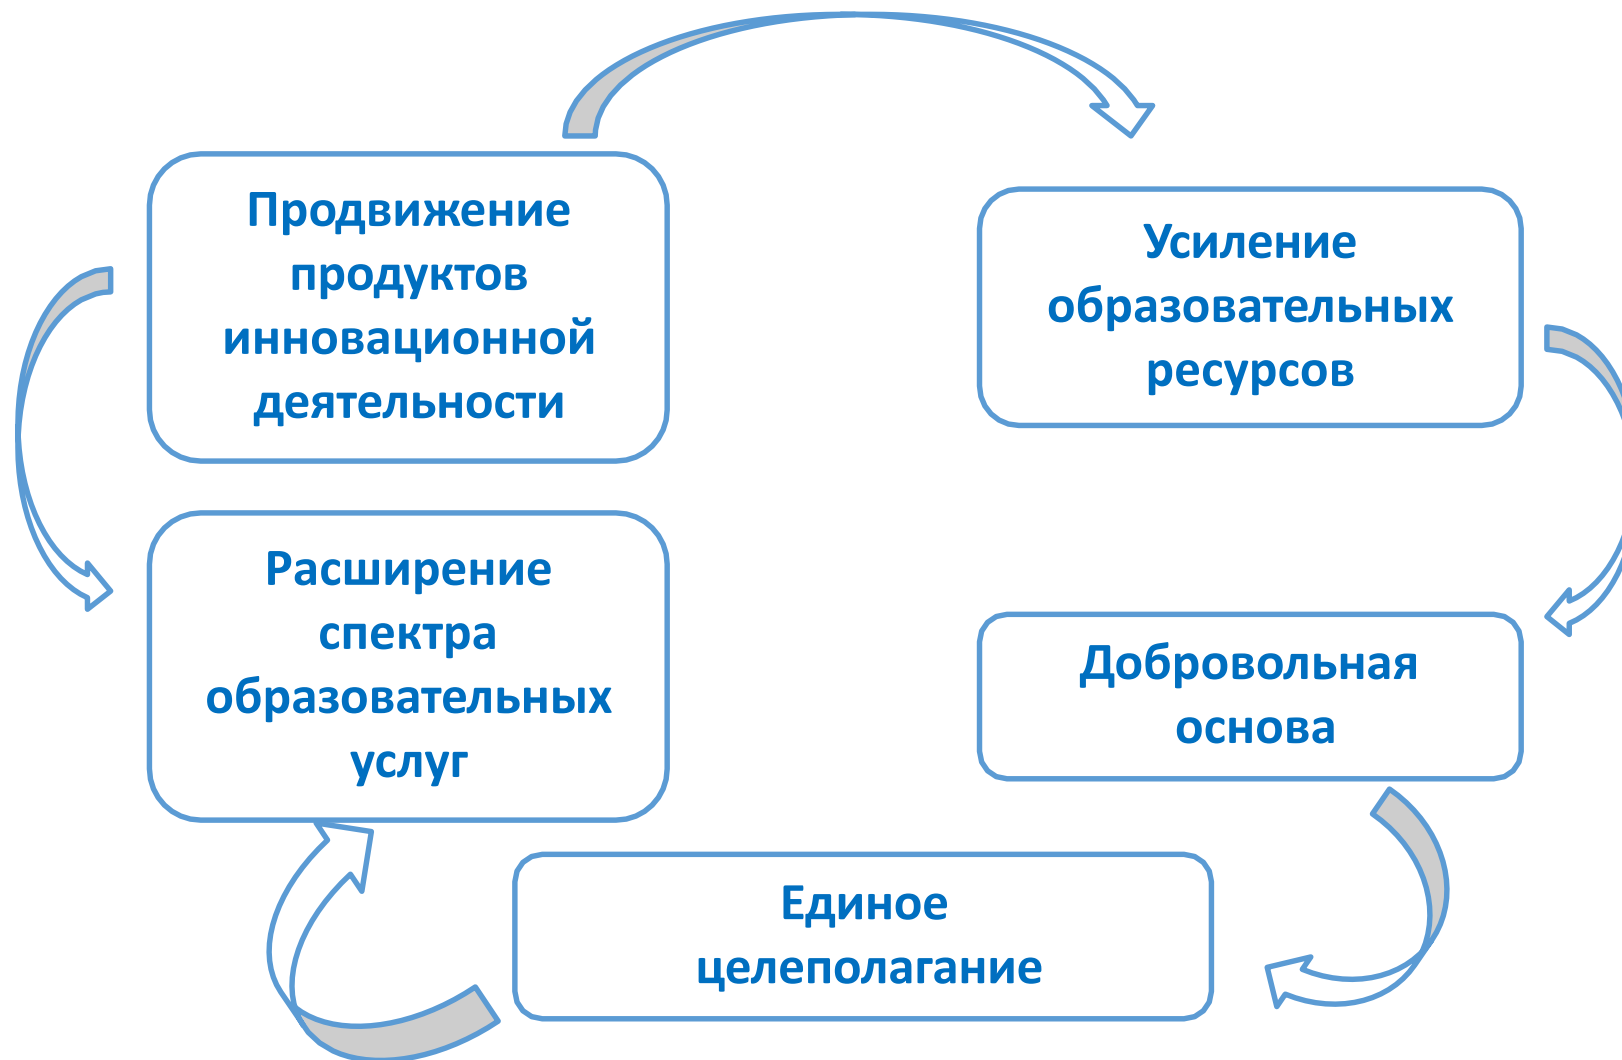 Продвижение
продуктов
инновационной
деятельности
Усиление
образовательных
ресурсов
Расширение
спектра
образовательных
услуг
Добровольная
основа
Единое
целеполагание